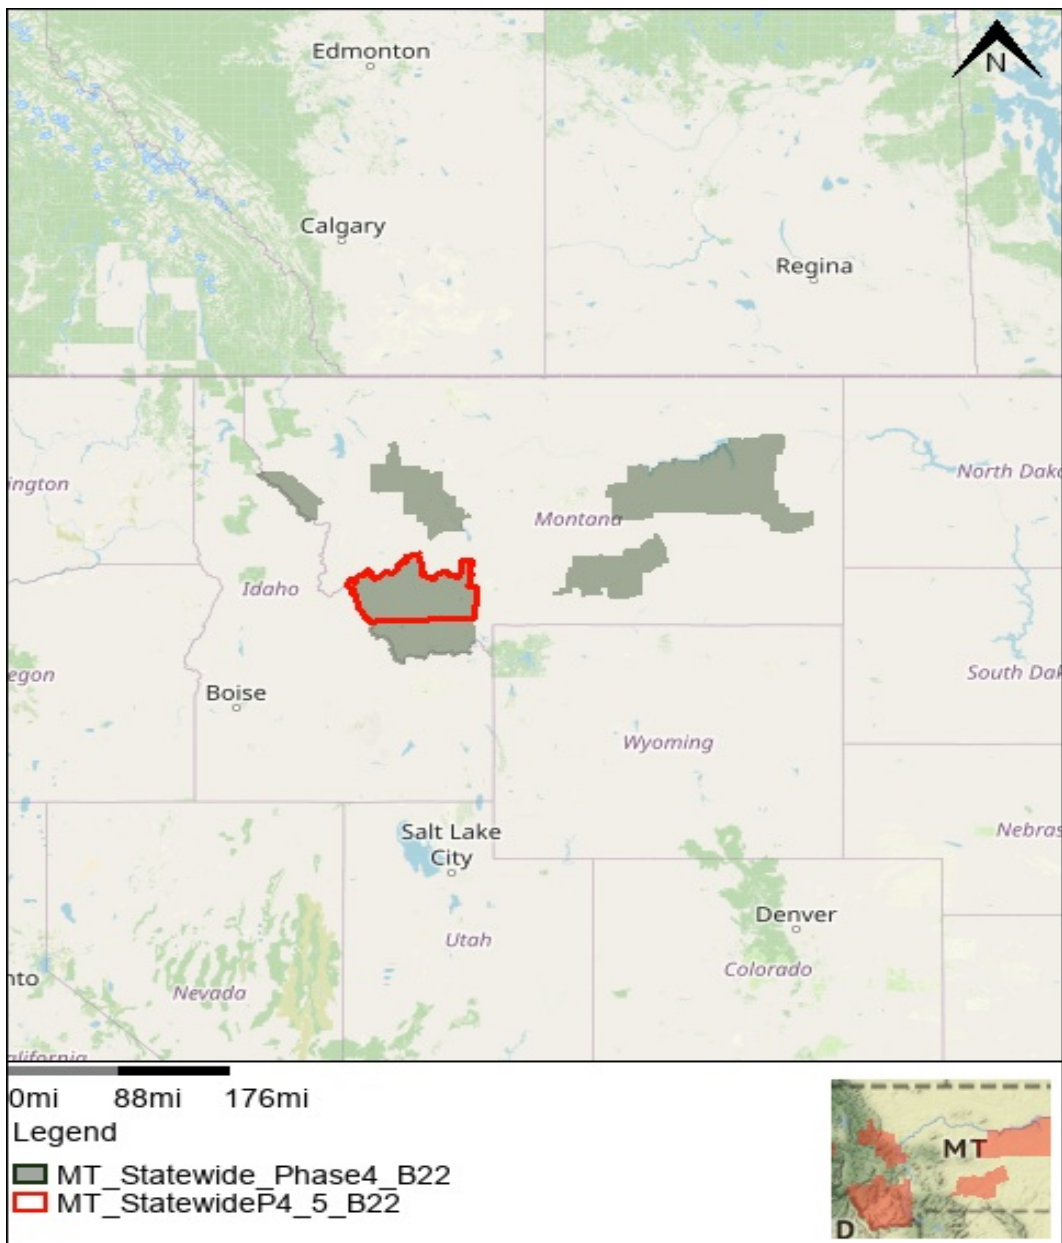 Edmonton
N
Calgary
Regina
ington
North Dak
Montana
Idaho
egon
South Dak
Boise
Wyoming
Nebras
Salt Lake
City
Denver
Utah
Colorado
nto
Nevada
alifornia
0mi 88mi 176mi
Legend
MT_Statewide_Phase4_B22
MT_StatewideP4_5_B22
MT
D